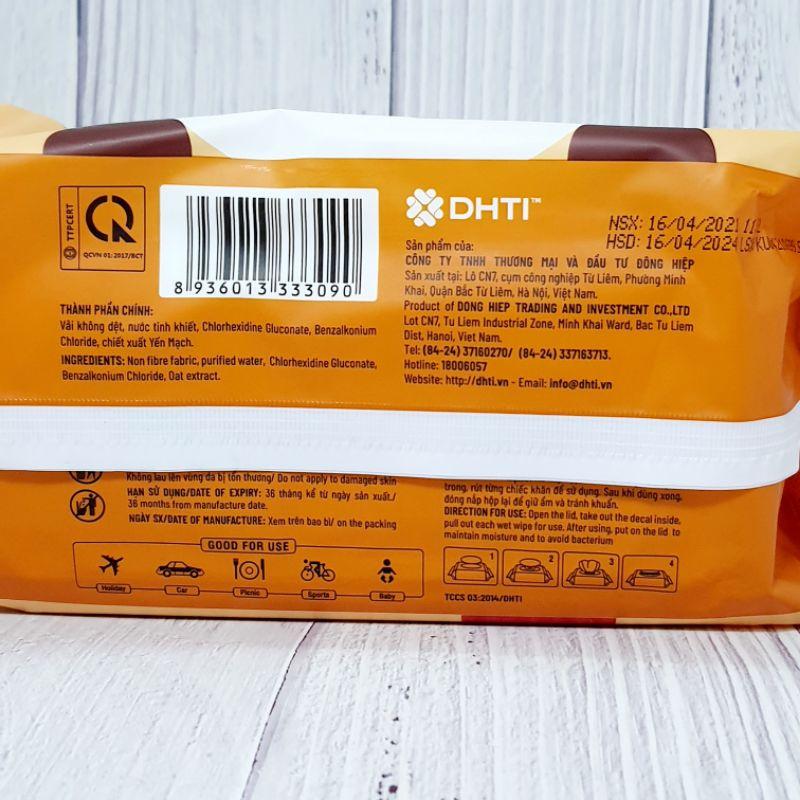 TTPCERT
QCVN 01: 2017/BCT
8 936013 333090
DHTI™
NSX: 16/04/2021
HSD: 16/04/2024
THÀNH PHẦN CHÍNH:
Vải không dệt, nước tinh khiết, Chlorhexidine Gluconate, Benzalkonium
Chloride, chiết xuất Yến Mạch.
INGREDIENTS: Non fibre fabric, purified water, Chlorhexidine Gluconate,
Benzalkonium Chloride, Oat extract.
Sản phẩm của:
CÔNG TY TNHH THƯƠNG MẠI VÀ ĐẦU TƯ ĐÔNG HIỆP
Sản xuất tại: Lô CN7, cụm công nghiệp Từ Liêm, Phường Minh
Khai, Quận Bắc Từ Liêm, Hà Nội, Việt Nam.
Product of DONG HIEP TRADING AND INVESTMENT CO.,LTD
Lot CN7, Tu Liem Industrial Zone, Minh Khai Ward, Bac Tu Liem
Dist, Hanoi, Viet Nam.
Tel: (84-24) 37160270/ (84-24) 337163713.
Hotline: 18006057
Website: http://dhti.vn - Email: info@dhti.vn
Không lau lên vùng da bị tổn thương/ Do not apply to damaged skin
HẠN SỬ DỤNG/DATE OF EXPIRY: 36 tháng kể từ ngày sản xuất/
36 months from manufacture date.
NGÀY SX/DATE OF MANUFACTURE: Xem trên bao bì/ on the packing
GOOD FOR USE
Holiday
Car
Picnic
Sports
Baby
trong, rút từng chiếc khăn để sử dụng. Sau khi dùng xong,
đóng nắp hộp lại để giữ ẩm và tránh khuẩn.
DIRECTION FOR USE: Open the lid, take out the decal inside,
pull out each wet wipe for use. After using, put on the lid to
maintain moisture and to avoid bacterium
1
2
3
4
TCCS 03:2014/DHTI